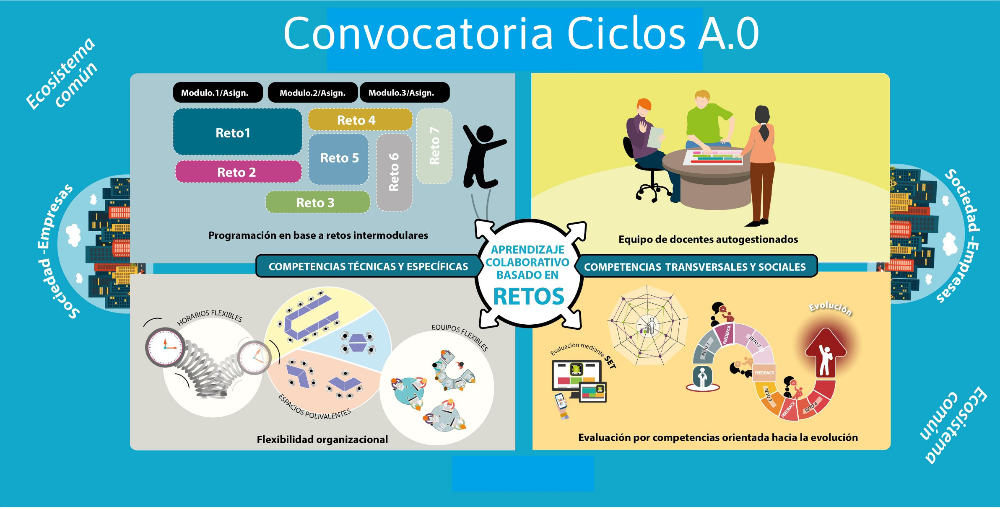 Convocatoria Ciclos A.0
Ecosistema
común
Modulo.1/Asign.
Modulo.2/Asign.
Modulo.3/Asign.
Reto1
Reto 2
Reto 3
Reto 4
Reto 5
Reto 6
Reto 7
Programación en base a retos intermodulares
Equipo de docentes autogestionados
Sociedad -Empresas
Sociedad -Empresas
COMPETENCIAS TÉCNICAS Y ESPECÍFICAS
APRENDIZAJE
COLABORATIVO
BASADO EN
RETOS
COMPETENCIAS TRANSVERSALES Y SOCIALES
HORARIOS FLEXIBLES
ESPACIOS POLIVALENTES
EQUIPOS FLEXIBLES
Flexibilidad organizacional
Evaluación mediante SET
SET
RETO 1
FEEDBACK
RETO 2
FEEDBACK
RETO 3
FEEDBACK
RETO 4
Evolución
Evaluación por competencias orientada hacia la evolución
Ecosistema
común